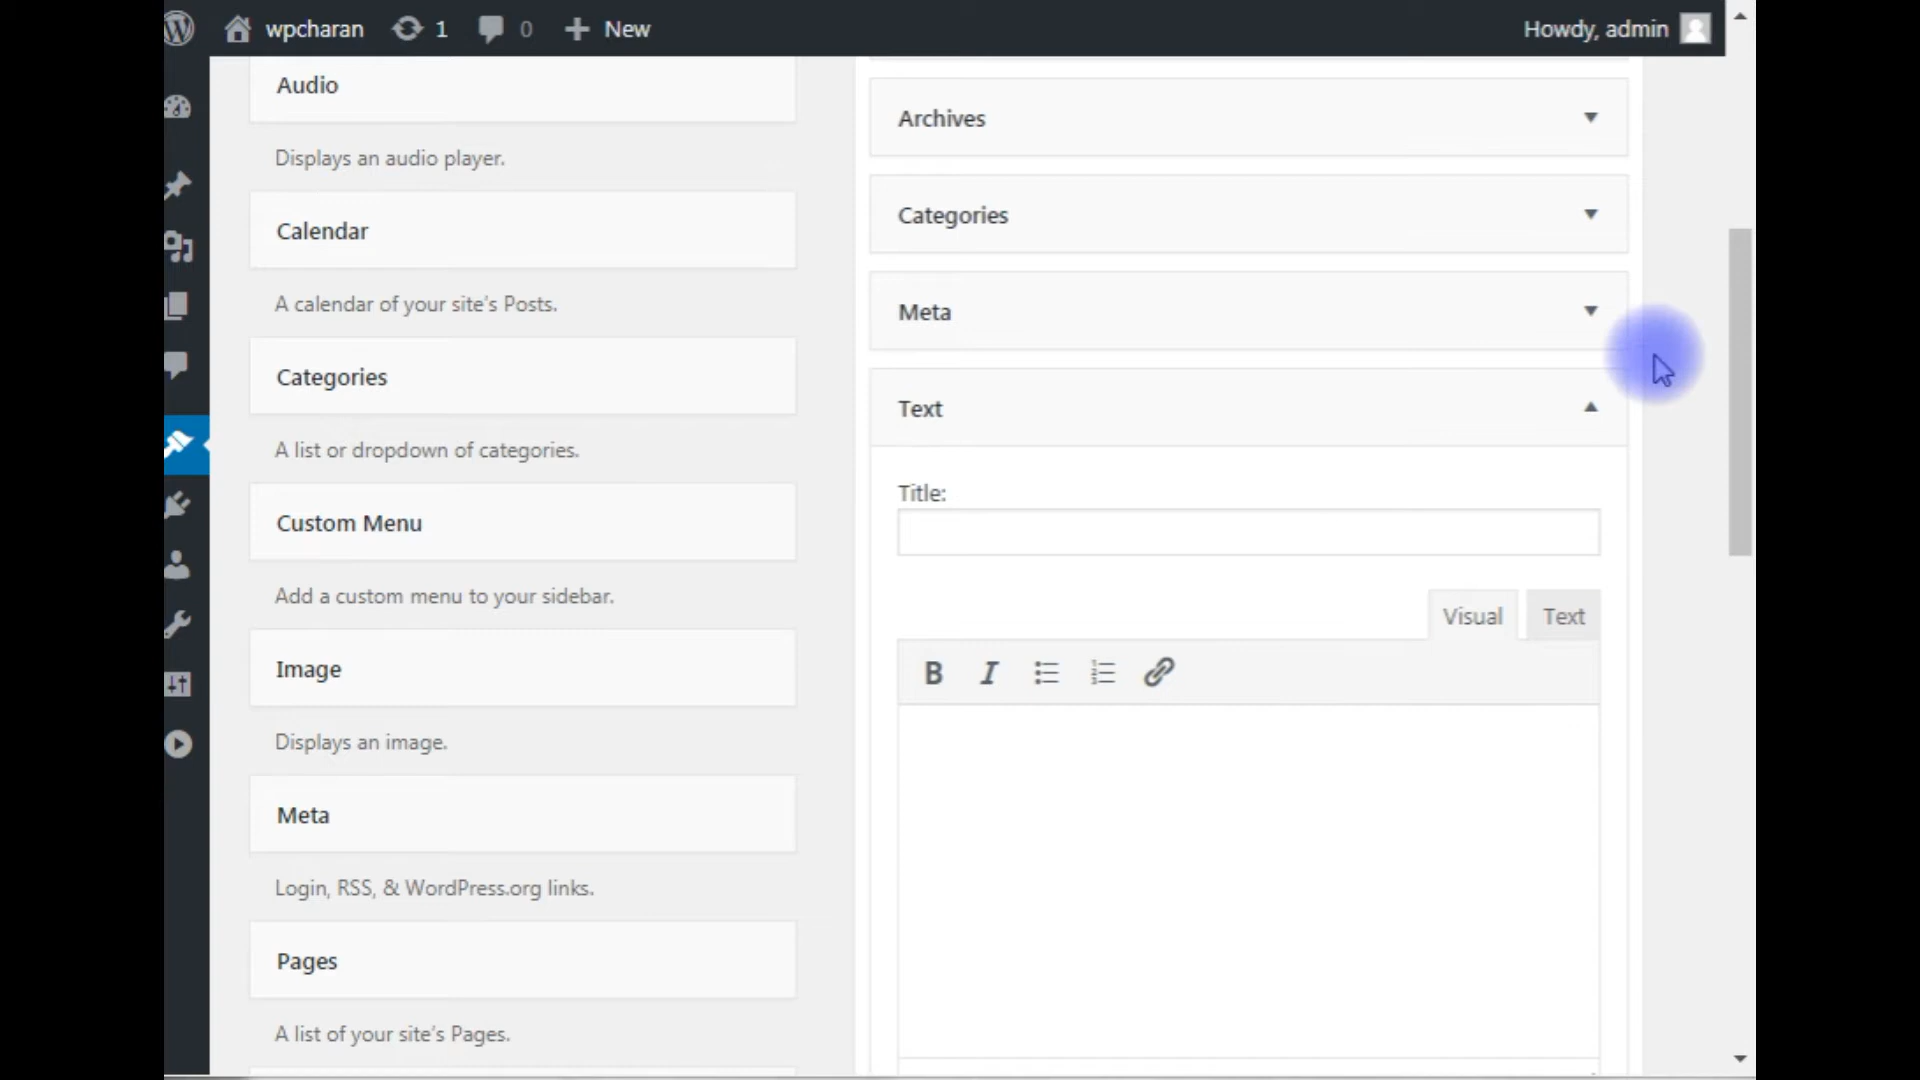 wpcharan 1 0 New Howdy, admin
Audio
Displays an audio player.
Calendar
A calendar of your site's Posts.
Categories
A list or dropdown of categories.
Custom Menu
Add a custom menu to your sidebar.
Image
Displays an image.
Meta
Login, RSS, & WordPress.org links.
Pages
A list of your site's Pages.
Archives
Categories
Meta
Text
Title:
Visual Text
B I